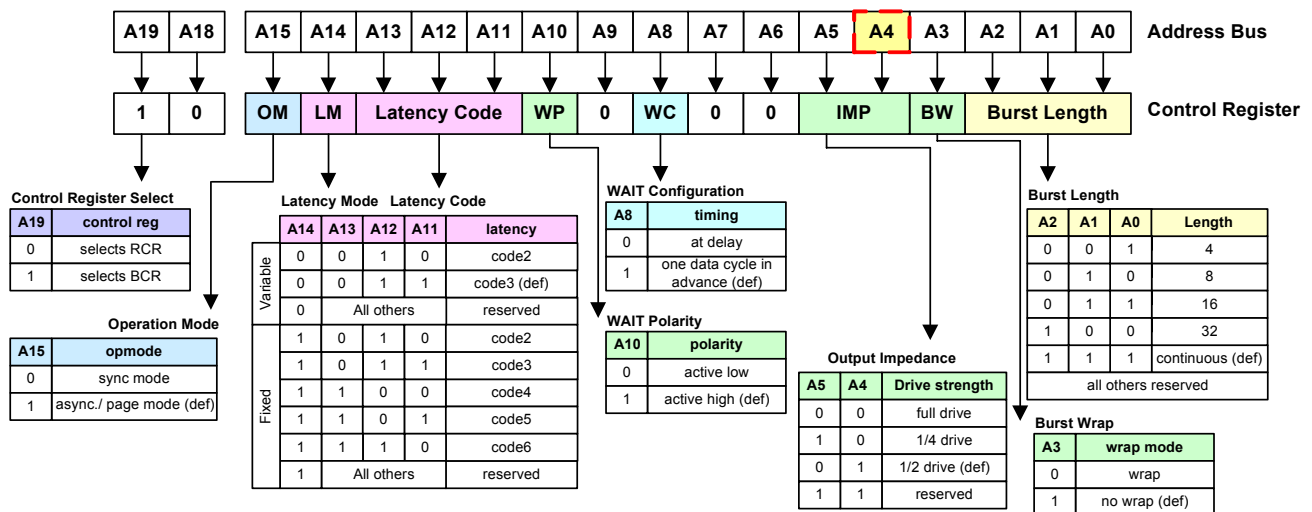 A19 A18 A15 A14 A13 A12 A11 A10 A9 A8 A7 A6 A5 A4 A3 A2 A1 A0 Address Bus
1 0 OM LM Latency Code WP 0 WC 0 0 IMP BW Burst Length Control Register
Control Register Select
A19 control reg
0 selects RCR
1 selects BCR
Operation Mode
A15 opmode
0 sync mode
1 async./ page mode (def)
Latency Mode Latency Code
A14 A13 A12 A11 latency
Variable
0 0 1 0 code2
0 0 1 1 code3 (def)
0 All others reserved
Fixed
1 0 1 0 code2
1 0 1 1 code3
1 1 0 0 code4
1 1 0 1 code5
1 1 1 0 code6
1 All others reserved
WAIT Configuration
A8 timing
0 at delay
1 one data cycle in
advance (def)
WAIT Polarity
A10 polarity
0 active low
1 active high (def)
Output Impedance
A5 A4 Drive strength
0 0 full drive
1 0 1/4 drive
0 1 1/2 drive (def)
1 1 reserved
Burst Length
A2 A1 A0 Length
0 0 1 4
0 1 0 8
0 1 1 16
1 0 0 32
1 1 1 continuous (def)
all others reserved
Burst Wrap
A3 wrap mode
0 wrap
1 no wrap (def)